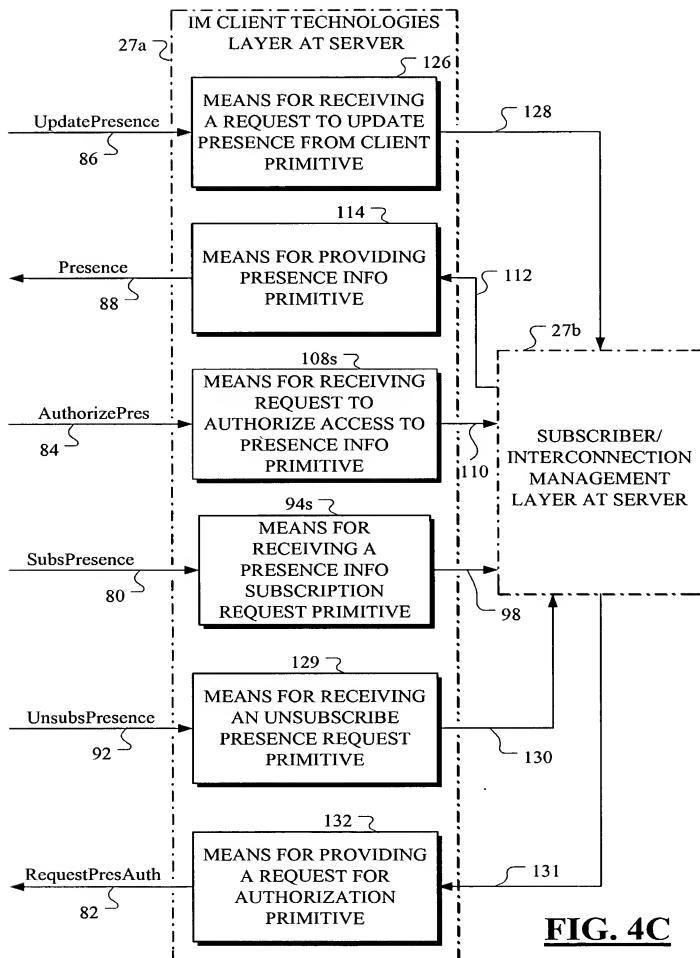 IM CLIENT TECHNOLOGIES
LAYER AT SERVER
27a
126
UpdatePresence
86
MEANS FOR RECEIVING
A REQUEST TO UPDATE
PRESENCE FROM CLIENT
PRIMITIVE
128
114
Presence
88
MEANS FOR PROVIDING
PRESENCE INFO
PRIMITIVE
112
27b
108s
AuthorizePres
84
MEANS FOR RECEIVING
REQUEST TO
AUTHORIZE ACCESS TO
PRESENCE INFO
PRIMITIVE
110
SUBSCRIBER/
INTERCONNECTION
MANAGEMENT
LAYER AT SERVER
94s
SubsPresence
80
MEANS FOR
RECEIVING A
PRESENCE INFO
SUBSCRIPTION
REQUEST PRIMITIVE
98
129
UnsubsPresence
92
MEANS FOR RECEIVING
AN UNSUBSCRIBE
PRESENCE REQUEST
PRIMITIVE
130
132
RequestPresAuth
82
MEANS FOR PROVIDING
A REQUEST FOR
AUTHORIZATION
PRIMITIVE
131
FIG. 4C